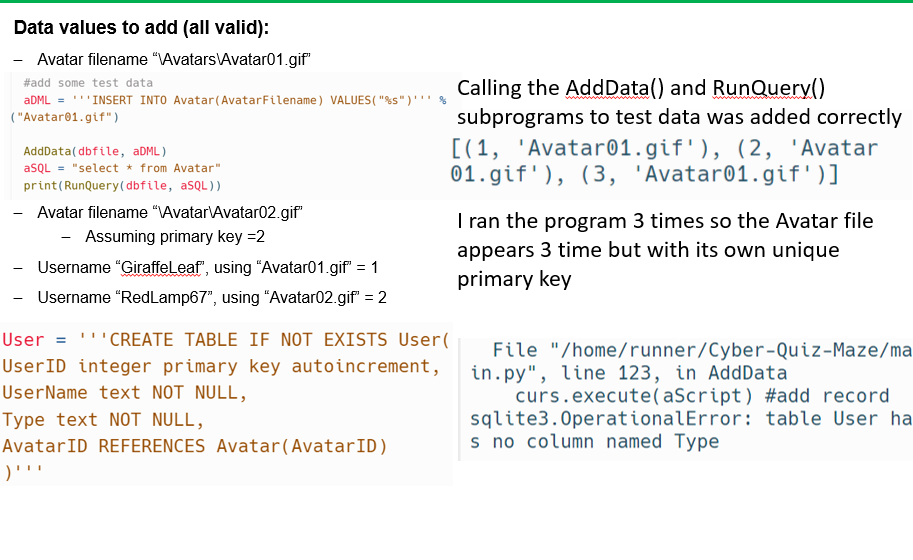 Data values to add (all valid):
– Avatar filename “\Avatars\Avatar01.gif”
#add some test data
aDML = '''INSERT INTO Avatar(AvatarFilename) VALUES("%s")''' %
("Avatar01.gif")
AddData(dbfile, aDML)
aSQL = "select * from Avatar"
print(RunQuery(dbfile, aSQL))
– Avatar filename “\Avatar\Avatar02.gif”
– Assuming primary key =2
– Username “GiraffeLeaf”, using “Avatar01.gif” = 1
– Username “RedLamp67”, using “Avatar02.gif” = 2
User = '''CREATE TABLE IF NOT EXISTS User(
UserID integer primary key autoincrement,
UserName text NOT NULL,
Type text NOT NULL,
AvatarID REFERENCES Avatar(AvatarID)
)'''
Calling the AddData() and RunQuery()
subprograms to test data was added correctly
[(1, 'Avatar01.gif'), (2, 'Avatar
01.gif'), (3, 'Avatar01.gif')]
I ran the program 3 times so the Avatar file
appears 3 time but with its own unique
primary key
File "/home/runner/Cyber-Quiz-Maze/ma
in.py", line 123, in AddData
curs.execute(aScript) #add record
sqlite3.OperationalError: table User ha
s no column named Type